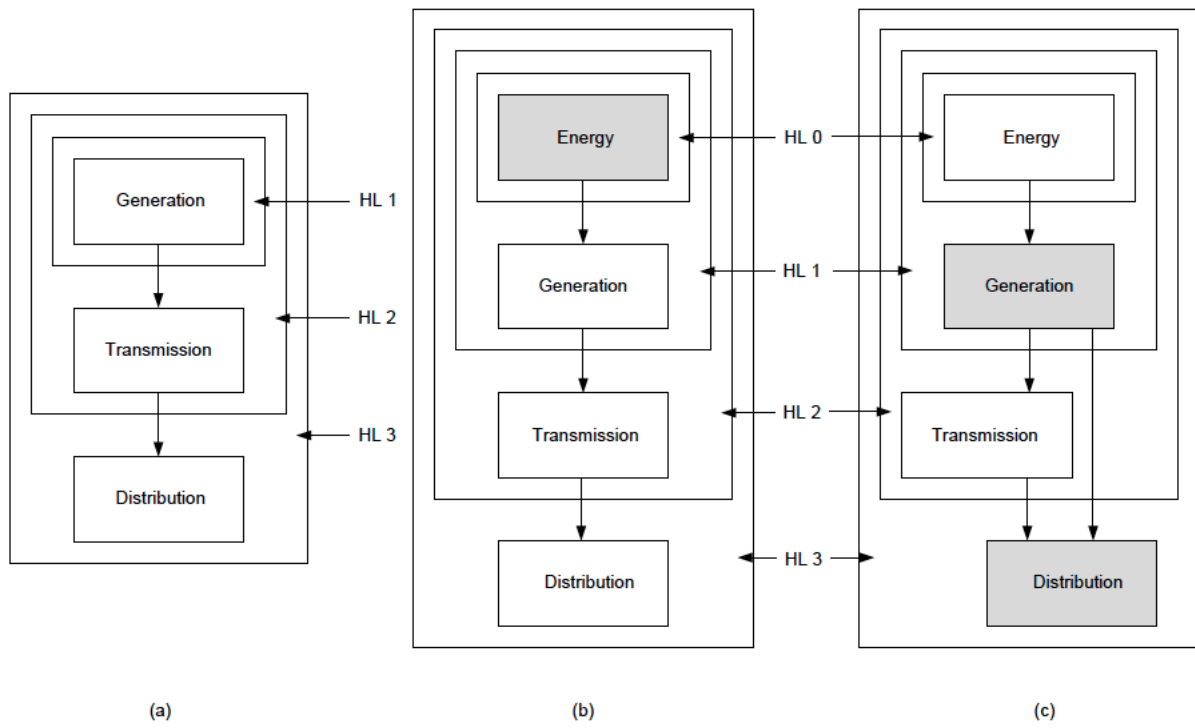 Energy
HL 0
Energy
Generation
HL 1
Generation
HL 1
Generation
HL 2
Transmission
Transmission
HL 2
Transmission
HL 3
Distribution
Distribution
HL 3
Distribution
(a)
(b)
(c)